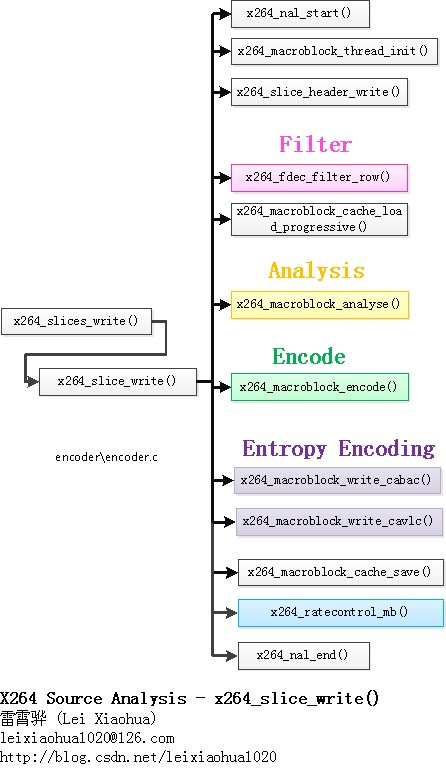 x264_nal_start()
x264_macroblock_thread_init()
x264_slice_header_write()
Filter
x264_fdec_filter_row()
x264_macroblock_cache_loa
d_progressive()
Analysis
x264_macroblock_analyse()
x264_slices_write()
Encode
x264_slice_write()
x264_macroblock_encode()
Entropy Encoding
encoder\encoder.c
x264_macroblock_write_cabac()
x264_macroblock_write_cavlc()
x264_macroblock_cache_save()
x264_ratecontrol_mb()
x264_nal_end()
X264 Source Analysis - x264_slice_write()
雷霄骅 (Lei Xiaohua)
leixiaohua1020@126.com
http://blog.csdn.net/leixiaohua1020